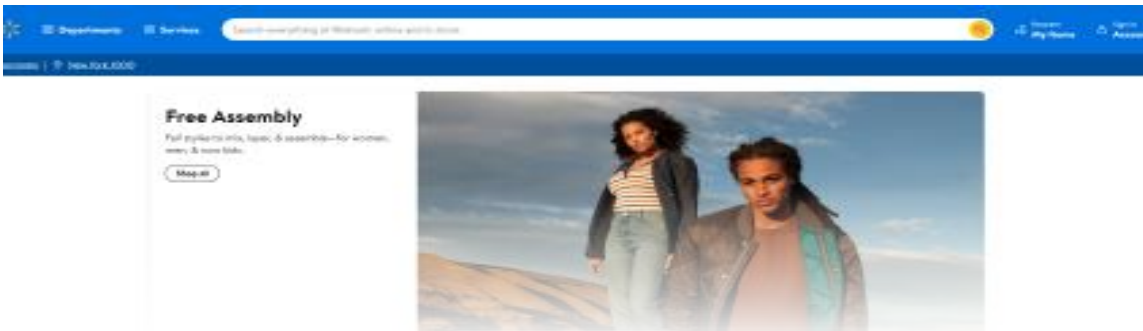 Departments
Services
Search everything at Walmart online and in store
Reorder
My Items
Sign In
Account
New York, 10001
Free Assembly
Fall styles to mix, layer, & assemble—for women,
men, & now kids.
Shop All